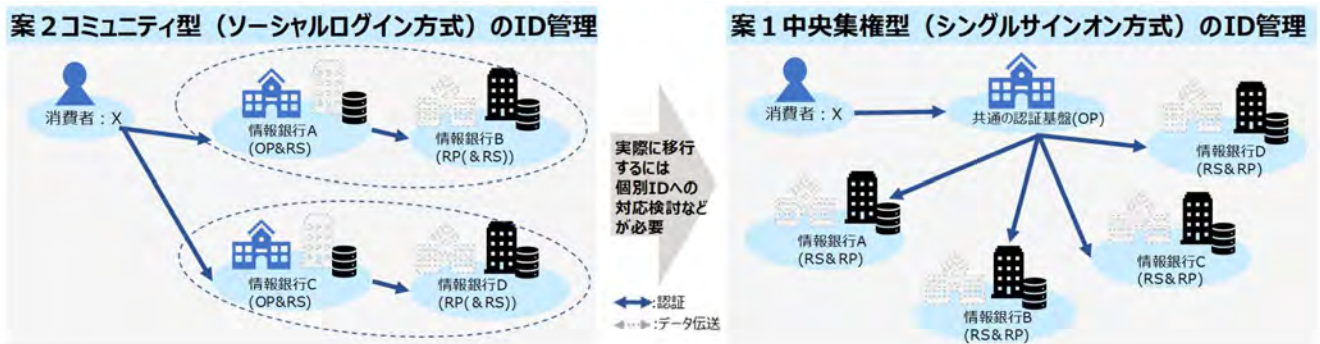 案２コミュニティ型（ソーシャルログイン方式）のID管理
消費者：X
情報銀行A
(OP&RS)
情報銀行B
(RP(&RS))
情報銀行C
(OP&RS)
情報銀行D
(RP(&RS))
実際に移行
するには
個別IDへの
対応検討など
が必要
:認証
:データ伝送
案１中央集権型（シングルサインオン方式）のID管理
消費者：X
共通の認証基盤(OP)
情報銀行D
(RS&RP)
情報銀行A
(RS&RP)
情報銀行C
(RS&RP)
情報銀行B
(RS&RP)